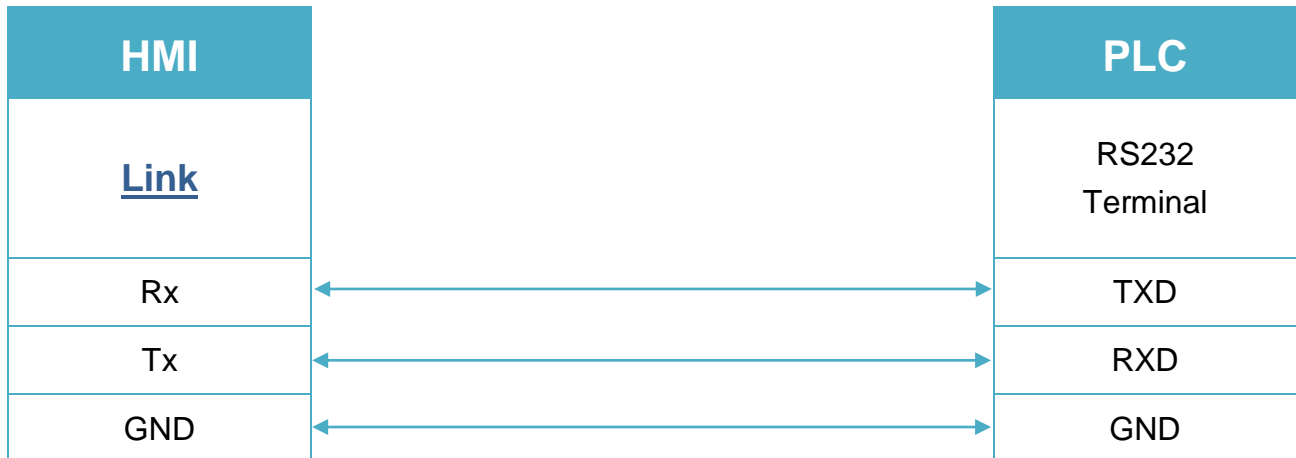 HMI PLC
Link RS232
Terminal
Rx TXD
Tx RXD
GND GND